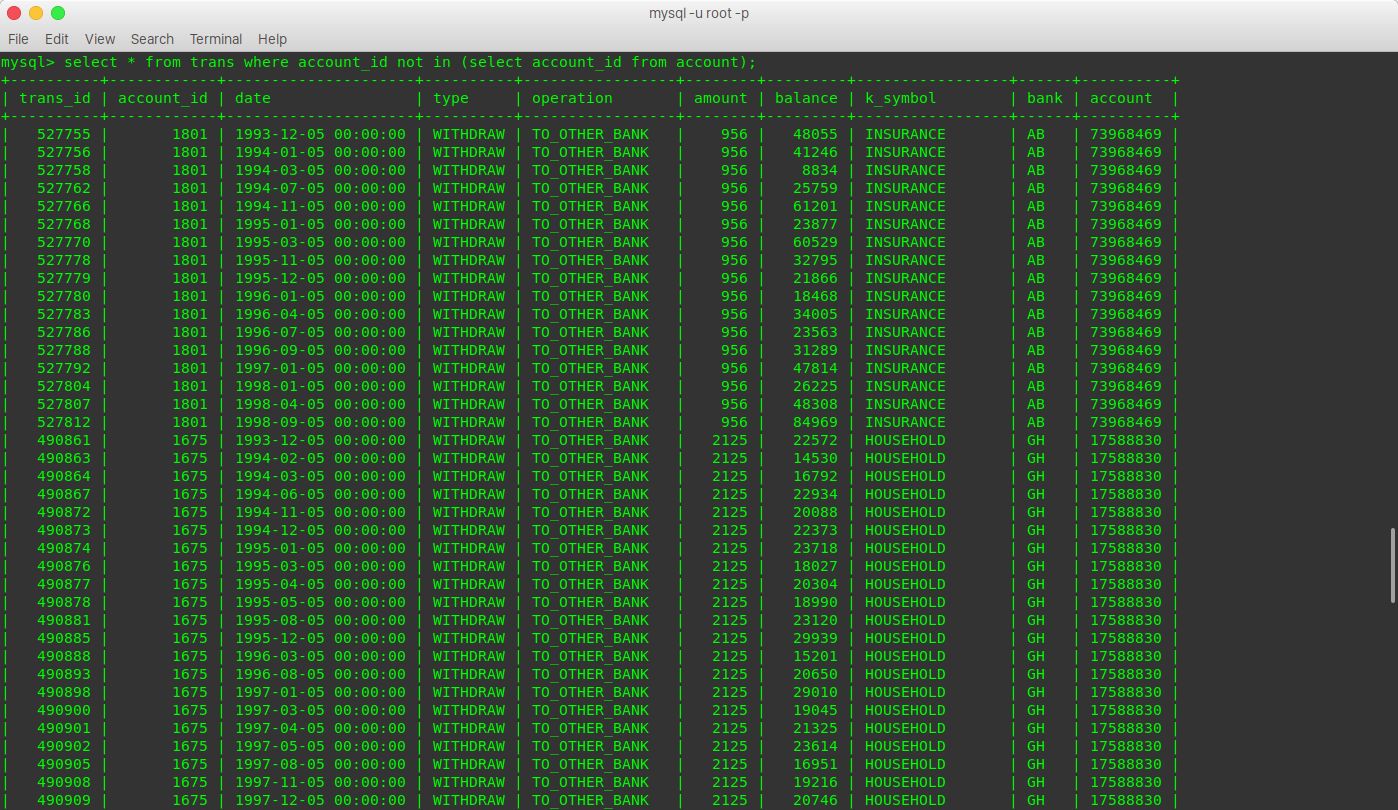 mysql -u root -p
File Edit View Search Terminal Help
mysql> select * from trans where account_id not in (select account_id from account);
+----------+------------+---------------------+----------+-----------------+--------+---------+-----------------+------+----------+
| trans_id | account_id | date                | type     | operation       | amount | balance | k_symbol        | bank | account  |
+----------+------------+---------------------+----------+-----------------+--------+---------+-----------------+------+----------+
|   527755 |       1801 | 1993-12-05 00:00:00 | WITHDRAW | TO_OTHER_BANK   |    956 |   48055 | INSURANCE       | AB   | 73968469 |
|   527756 |       1801 | 1994-01-05 00:00:00 | WITHDRAW | TO_OTHER_BANK   |    956 |   41246 | INSURANCE       | AB   | 73968469 |
|   527758 |       1801 | 1994-03-05 00:00:00 | WITHDRAW | TO_OTHER_BANK   |    956 |    8834 | INSURANCE       | AB   | 73968469 |
|   527762 |       1801 | 1994-07-05 00:00:00 | WITHDRAW | TO_OTHER_BANK   |    956 |   25759 | INSURANCE       | AB   | 73968469 |
|   527766 |       1801 | 1994-11-05 00:00:00 | WITHDRAW | TO_OTHER_BANK   |    956 |   61201 | INSURANCE       | AB   | 73968469 |
|   527768 |       1801 | 1995-01-05 00:00:00 | WITHDRAW | TO_OTHER_BANK   |    956 |   23877 | INSURANCE       | AB   | 73968469 |
|   527770 |       1801 | 1995-03-05 00:00:00 | WITHDRAW | TO_OTHER_BANK   |    956 |   60529 | INSURANCE       | AB   | 73968469 |
|   527778 |       1801 | 1995-11-05 00:00:00 | WITHDRAW | TO_OTHER_BANK   |    956 |   32795 | INSURANCE       | AB   | 73968469 |
|   527779 |       1801 | 1995-12-05 00:00:00 | WITHDRAW | TO_OTHER_BANK   |    956 |   21866 | INSURANCE       | AB   | 73968469 |
|   527780 |       1801 | 1996-01-05 00:00:00 | WITHDRAW | TO_OTHER_BANK   |    956 |   18468 | INSURANCE       | AB   | 73968469 |
|   527783 |       1801 | 1996-04-05 00:00:00 | WITHDRAW | TO_OTHER_BANK   |    956 |   34005 | INSURANCE       | AB   | 73968469 |
|   527786 |       1801 | 1996-07-05 00:00:00 | WITHDRAW | TO_OTHER_BANK   |    956 |   23563 | INSURANCE       | AB   | 73968469 |
|   527788 |       1801 | 1996-09-05 00:00:00 | WITHDRAW | TO_OTHER_BANK   |    956 |   31289 | INSURANCE       | AB   | 73968469 |
|   527792 |       1801 | 1997-01-05 00:00:00 | WITHDRAW | TO_OTHER_BANK   |    956 |   47814 | INSURANCE       | AB   | 73968469 |
|   527804 |       1801 | 1998-01-05 00:00:00 | WITHDRAW | TO_OTHER_BANK   |    956 |   26225 | INSURANCE       | AB   | 73968469 |
|   527807 |       1801 | 1998-04-05 00:00:00 | WITHDRAW | TO_OTHER_BANK   |    956 |   48308 | INSURANCE       | AB   | 73968469 |
|   527812 |       1801 | 1998-09-05 00:00:00 | WITHDRAW | TO_OTHER_BANK   |    956 |   84969 | INSURANCE       | AB   | 73968469 |
|   490861 |       1675 | 1993-12-05 00:00:00 | WITHDRAW | TO_OTHER_BANK   |   2125 |   22572 | HOUSEHOLD       | GH   | 17588830 |
|   490863 |       1675 | 1994-02-05 00:00:00 | WITHDRAW | TO_OTHER_BANK   |   2125 |   14530 | HOUSEHOLD       | GH   | 17588830 |
|   490864 |       1675 | 1994-03-05 00:00:00 | WITHDRAW | TO_OTHER_BANK   |   2125 |   16792 | HOUSEHOLD       | GH   | 17588830 |
|   490867 |       1675 | 1994-06-05 00:00:00 | WITHDRAW | TO_OTHER_BANK   |   2125 |   22934 | HOUSEHOLD       | GH   | 17588830 |
|   490872 |       1675 | 1994-11-05 00:00:00 | WITHDRAW | TO_OTHER_BANK   |   2125 |   20088 | HOUSEHOLD       | GH   | 17588830 |
|   490873 |       1675 | 1994-12-05 00:00:00 | WITHDRAW | TO_OTHER_BANK   |   2125 |   22373 | HOUSEHOLD       | GH   | 17588830 |
|   490874 |       1675 | 1995-01-05 00:00:00 | WITHDRAW | TO_OTHER_BANK   |   2125 |   23718 | HOUSEHOLD       | GH   | 17588830 |
|   490876 |       1675 | 1995-03-05 00:00:00 | WITHDRAW | TO_OTHER_BANK   |   2125 |   18027 | HOUSEHOLD       | GH   | 17588830 |
|   490877 |       1675 | 1995-04-05 00:00:00 | WITHDRAW | TO_OTHER_BANK   |   2125 |   20304 | HOUSEHOLD       | GH   | 17588830 |
|   490878 |       1675 | 1995-05-05 00:00:00 | WITHDRAW | TO_OTHER_BANK   |   2125 |   18990 | HOUSEHOLD       | GH   | 17588830 |
|   490881 |       1675 | 1995-08-05 00:00:00 | WITHDRAW | TO_OTHER_BANK   |   2125 |   23120 | HOUSEHOLD       | GH   | 17588830 |
|   490885 |       1675 | 1995-12-05 00:00:00 | WITHDRAW | TO_OTHER_BANK   |   2125 |   29939 | HOUSEHOLD       | GH   | 17588830 |
|   490888 |       1675 | 1996-03-05 00:00:00 | WITHDRAW | TO_OTHER_BANK   |   2125 |   15201 | HOUSEHOLD       | GH   | 17588830 |
|   490893 |       1675 | 1996-08-05 00:00:00 | WITHDRAW | TO_OTHER_BANK   |   2125 |   20650 | HOUSEHOLD       | GH   | 17588830 |
|   490898 |       1675 | 1997-01-05 00:00:00 | WITHDRAW | TO_OTHER_BANK   |   2125 |   29010 | HOUSEHOLD       | GH   | 17588830 |
|   490900 |       1675 | 1997-03-05 00:00:00 | WITHDRAW | TO_OTHER_BANK   |   2125 |   19045 | HOUSEHOLD       | GH   | 17588830 |
|   490901 |       1675 | 1997-04-05 00:00:00 | WITHDRAW | TO_OTHER_BANK   |   2125 |   21325 | HOUSEHOLD       | GH   | 17588830 |
|   490902 |       1675 | 1997-05-05 00:00:00 | WITHDRAW | TO_OTHER_BANK   |   2125 |   23614 | HOUSEHOLD       | GH   | 17588830 |
|   490905 |       1675 | 1997-08-05 00:00:00 | WITHDRAW | TO_OTHER_BANK   |   2125 |   16951 | HOUSEHOLD       | GH   | 17588830 |
|   490908 |       1675 | 1997-11-05 00:00:00 | WITHDRAW | TO_OTHER_BANK   |   2125 |   19216 | HOUSEHOLD       | GH   | 17588830 |
|   490909 |       1675 | 1997-12-05 00:00:00 | WITHDRAW | TO_OTHER_BANK   |   2125 |   20746 | HOUSEHOLD       | GH   | 17588830 |